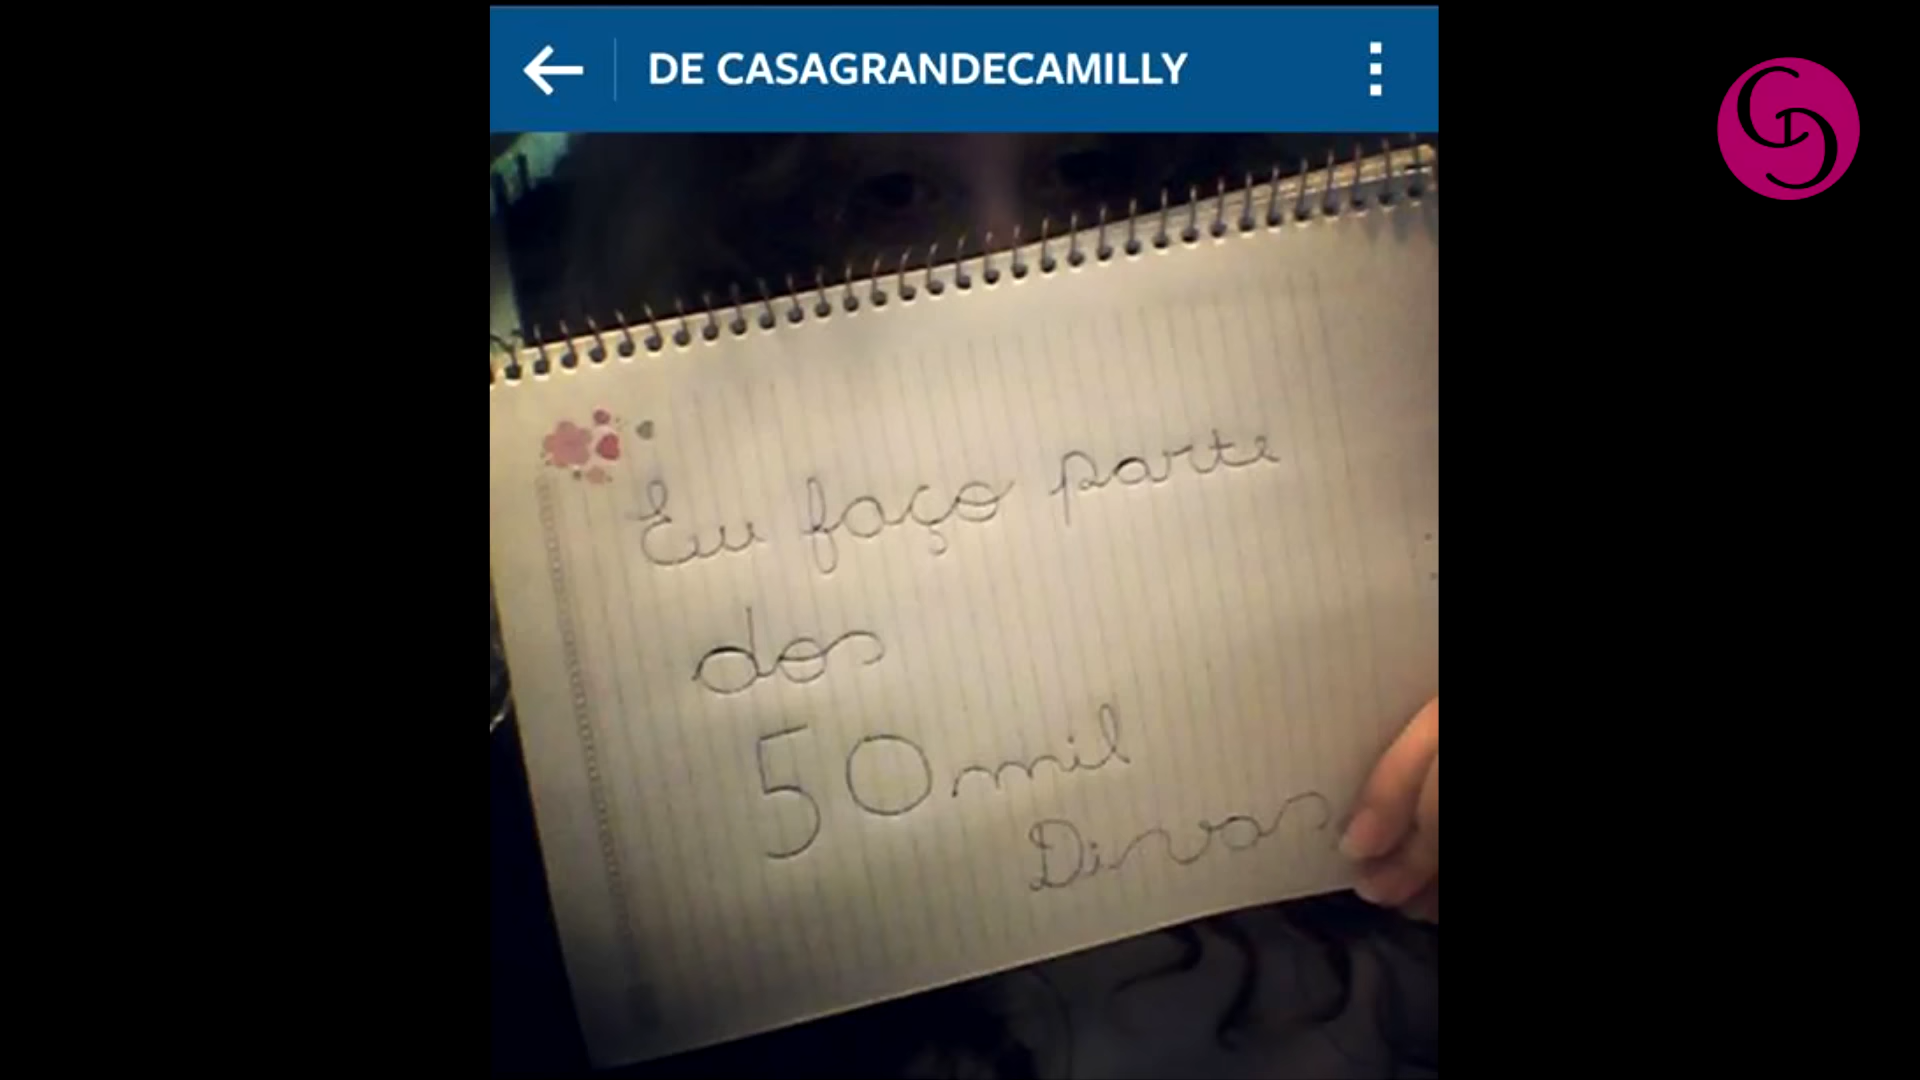 DE CASAGRANDECAMILLY
Eu faço parte
dos
50 mil
Divas